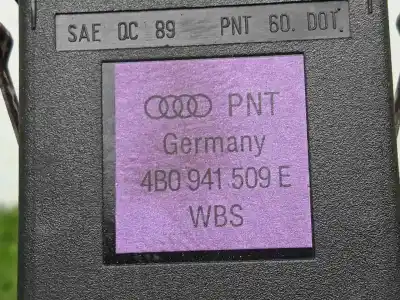 SAE QC 89 PNT 60. DOT.
PNT
Germany
4B0 941 509 E
WBS